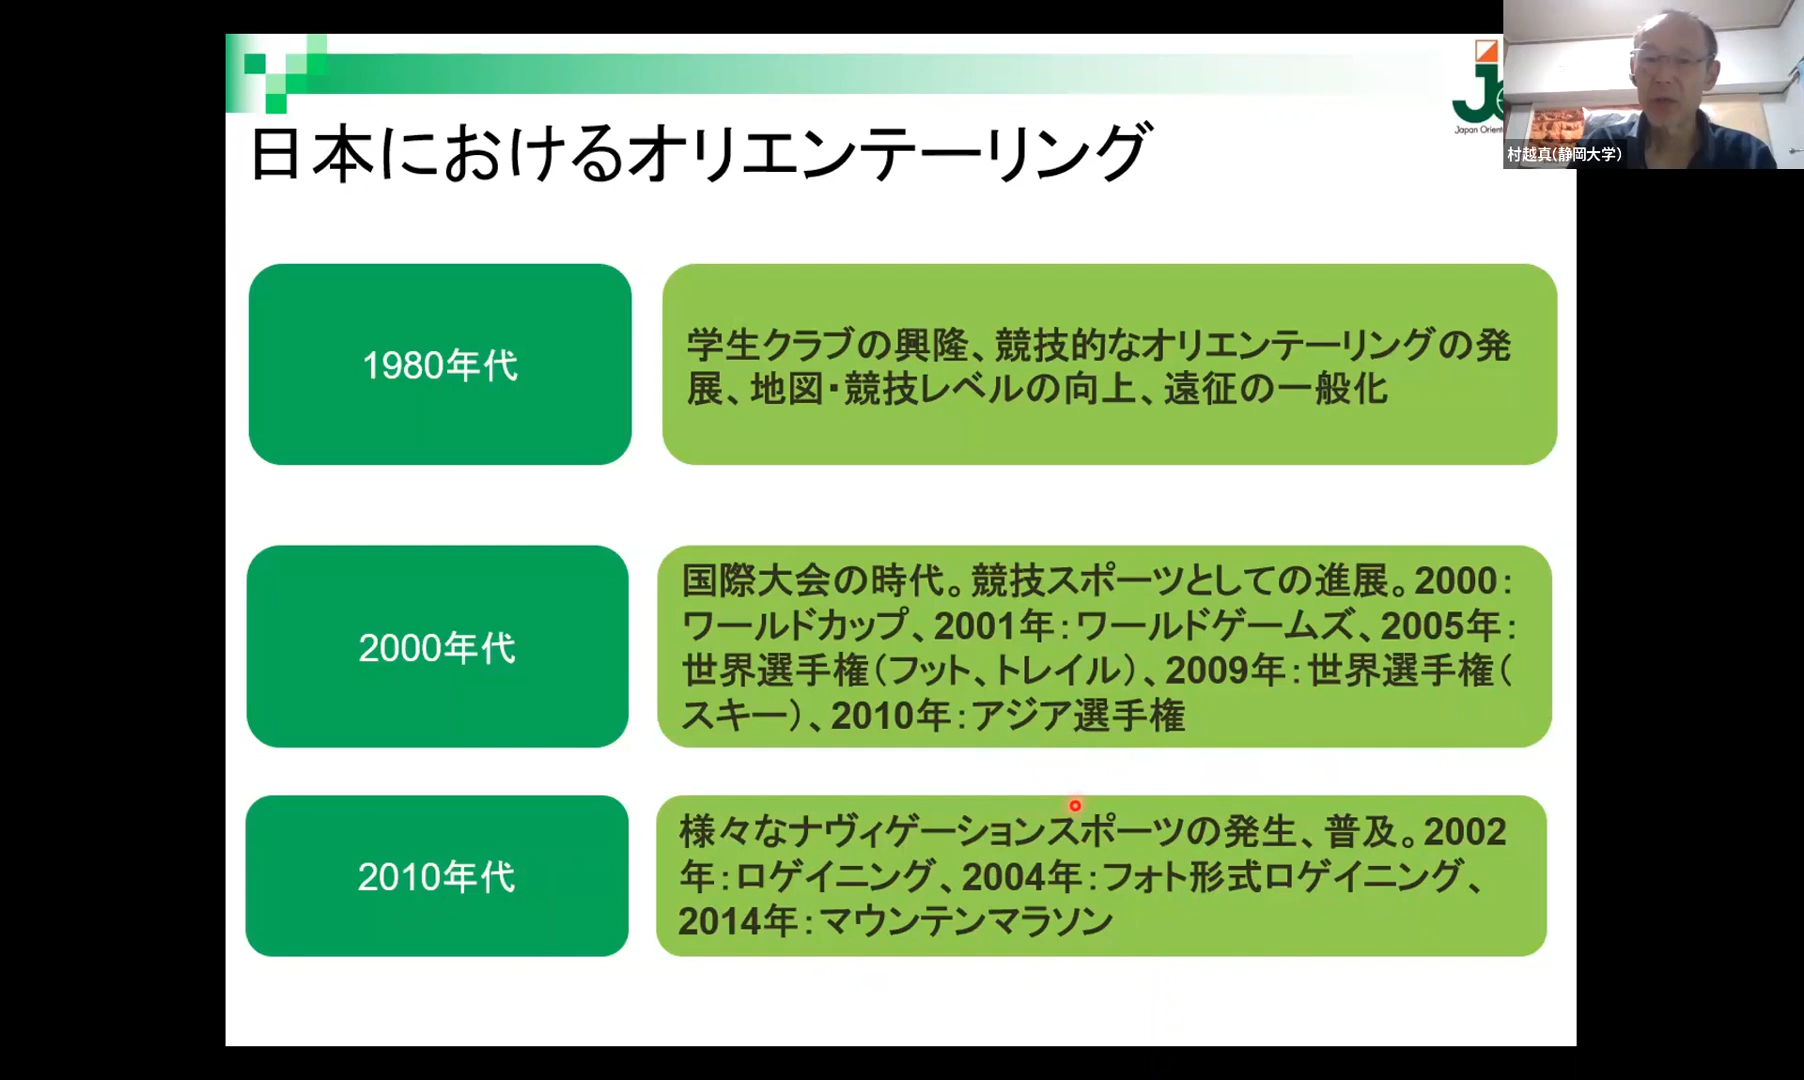 日本におけるオリエンテーリング
Japan Orient
村越真(静岡大学)
1980年代
学生クラブの興隆、競技的なオリエンテーリングの発
展、地図・競技レベルの向上、遠征の一般化
2000年代
国際大会の時代。競技スポーツとしての進展。2000：
ワールドカップ、2001年：ワールドゲームズ、2005年：
世界選手権（フット、トレイル）、2009年：世界選手権（
スキー）、2010年：アジア選手権
2010年代
様々なナヴィゲーションスポーツの発生、普及。2002
年：ロゲイニング、2004年：フォト形式ロゲイニング、
2014年：マウンテンマラソン